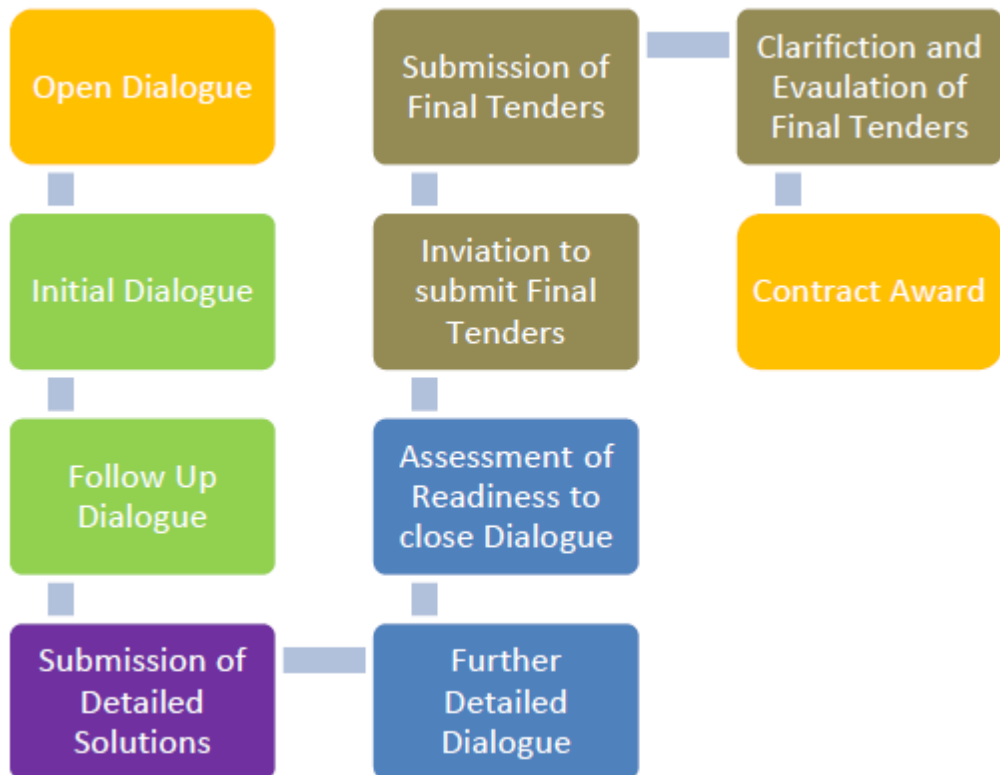 Open Dialogue
Initial Dialogue
Follow Up
Dialogue
Submission of
Detailed
Solutions
Further
Detailed
Dialogue
Assessment of
Readiness to
close Dialogue
Inviation to
submit Final
Tenders
Submission of
Final Tenders
Clarifiction and
Evaulation of
Final Tenders
Contract Award